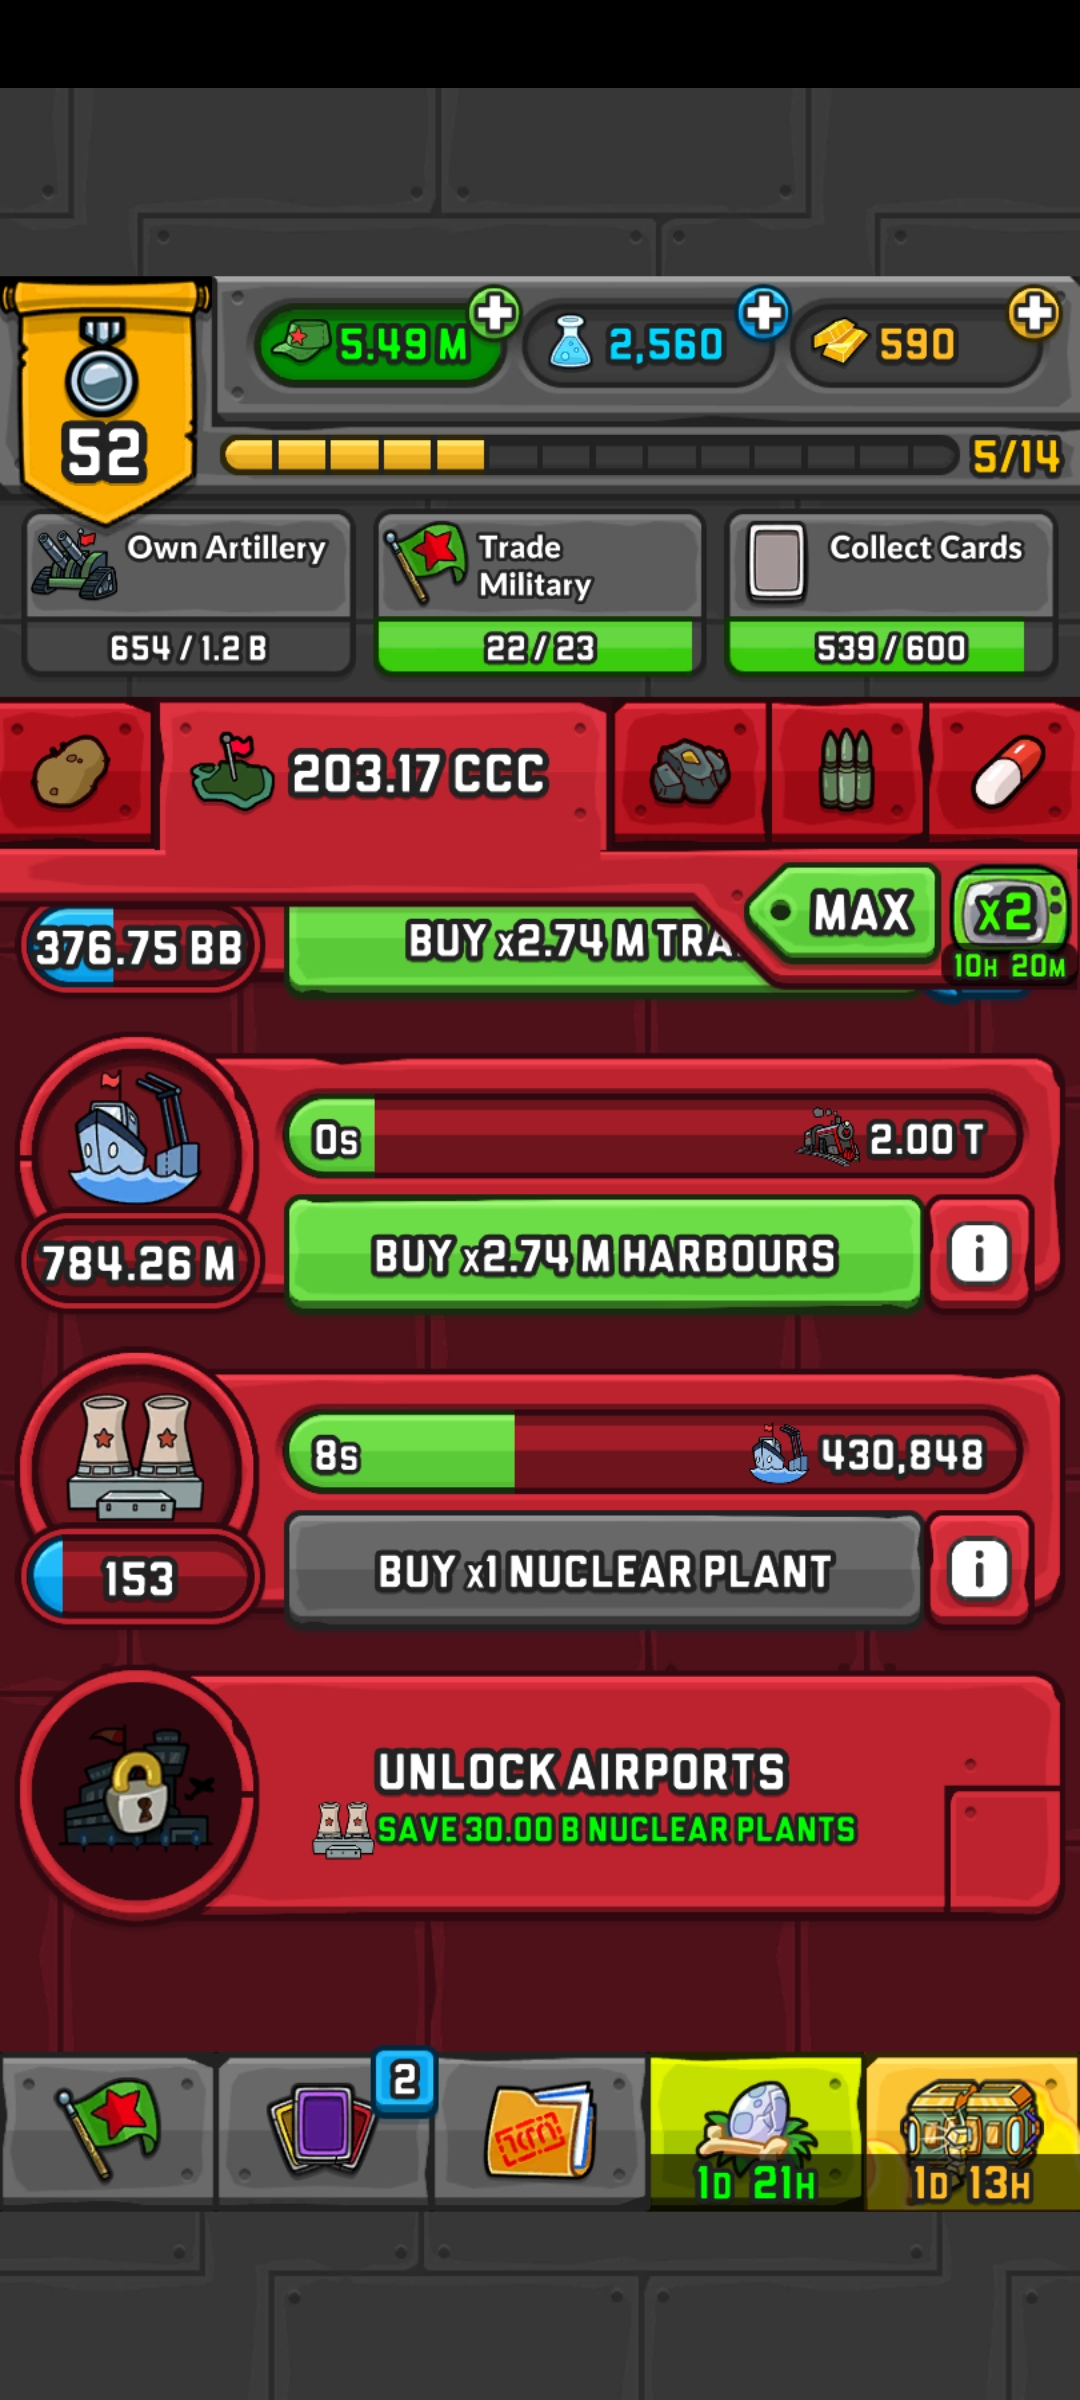 5.49 M
2,560
590
52
5/14
Own Artillery
654 / 1.2 B
Trade
Military
22 / 23
Collect Cards
539 / 600
203.17 CCC
MAX
x2
10H 20M
376.75 BB
BUY x2.74 M TRA
0s
2.00 T
784.26 M
BUY x2.74 M HARBOURS
i
8s
430,848
153
BUY x1 NUCLEAR PLANT
i
UNLOCK AIRPORTS
SAVE 30.00 B NUCLEAR PLANTS
2
1D 21H
1D 13H